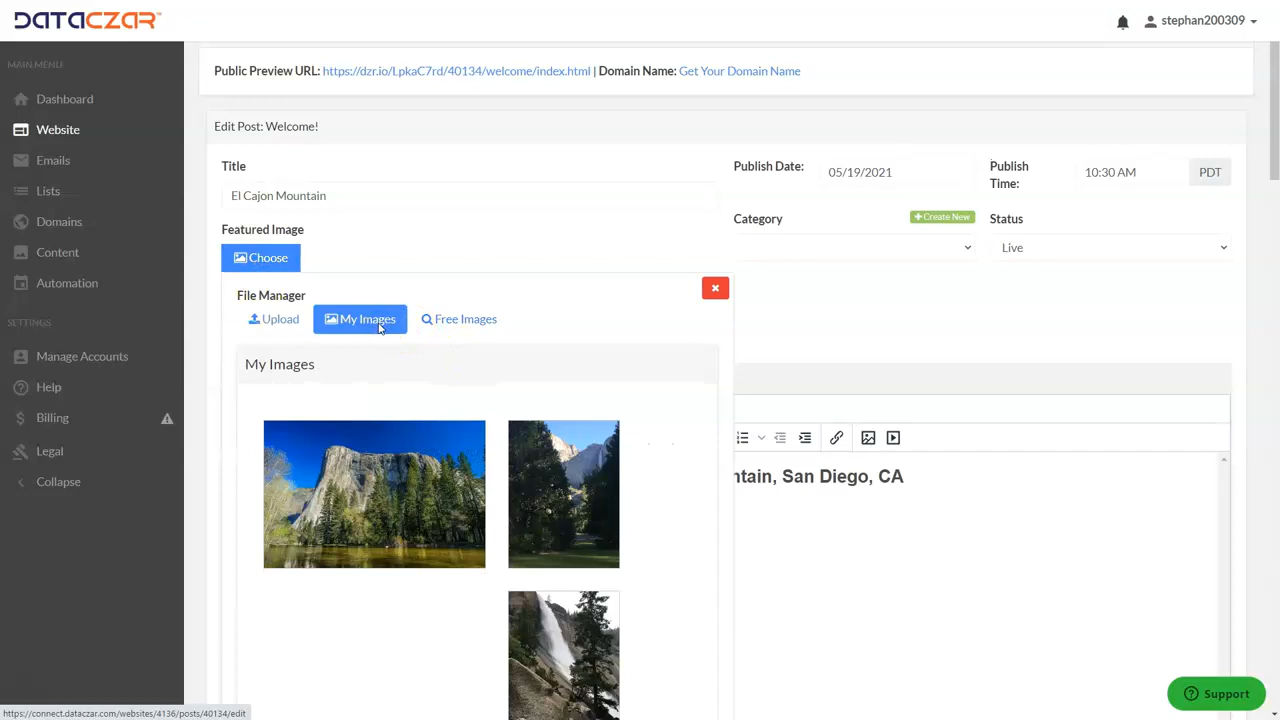 DATACZAR™
stephan200309
MAIN MENU
Dashboard
Website
Emails
Lists
Domains
Content
Automation
SETTINGS
Manage Accounts
Help
Billing
Legal
Collapse
Public Preview URL: https://dzr.io/LpkaC7rd/40134/welcome/index.html | Domain Name: Get Your Domain Name
Edit Post: Welcome!
Title
El Cajon Mountain
Publish Date:
05/19/2021
Publish Time:
10:30 AM
PDT
Featured Image
Choose
Category
Create New
Status
Live
File Manager
Upload
My Images
Free Images
My Images
ntain, San Diego, CA
Support
https://connect.dataczar.com/websites/4136/posts/40134/edit